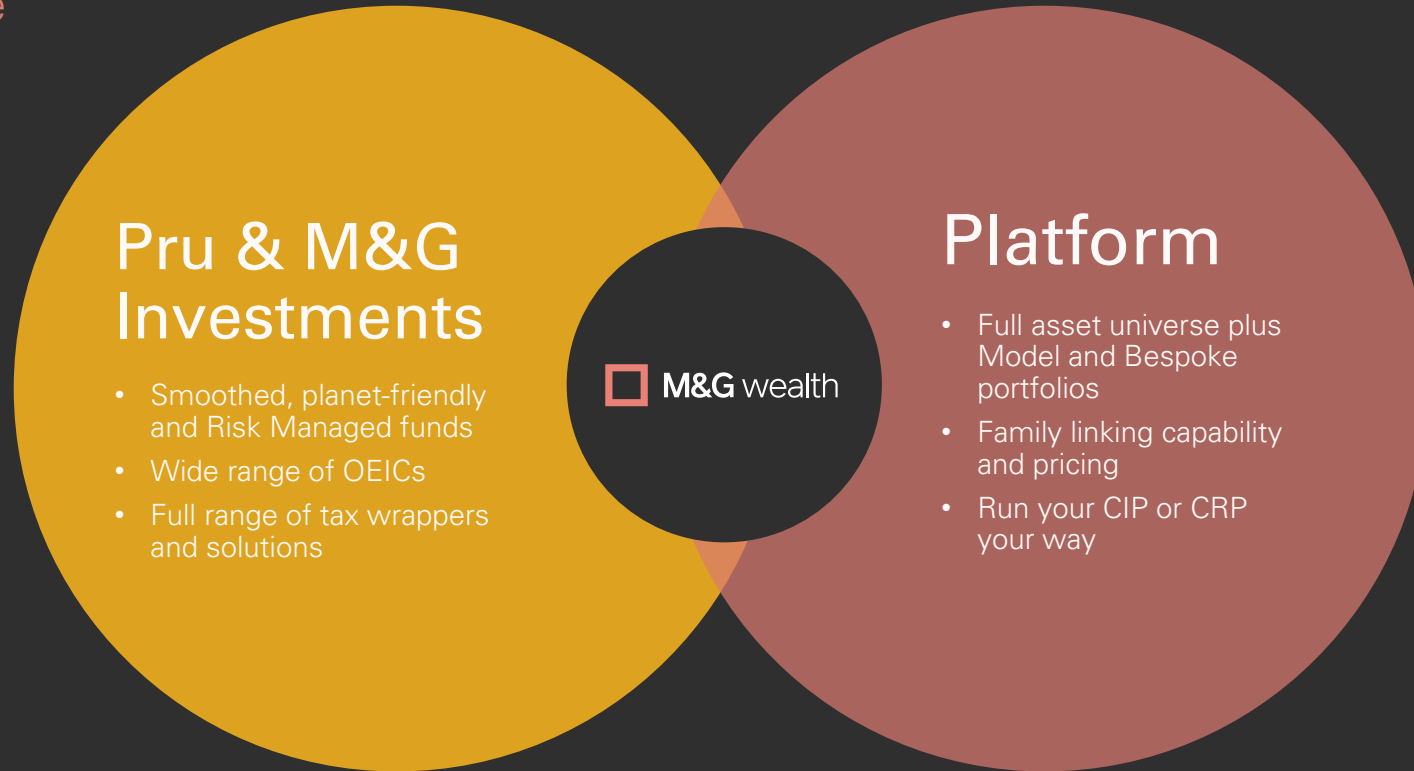 Pru & M&G
Investments
• Smoothed, planet-friendly
and Risk Managed funds
• Wide range of OEICs
• Full range of tax wrappers
and solutions
M&G wealth
Platform
• Full asset universe plus
Model and Bespoke
portfolios
• Family linking capability
and pricing
• Run your CIP or CRP
your way